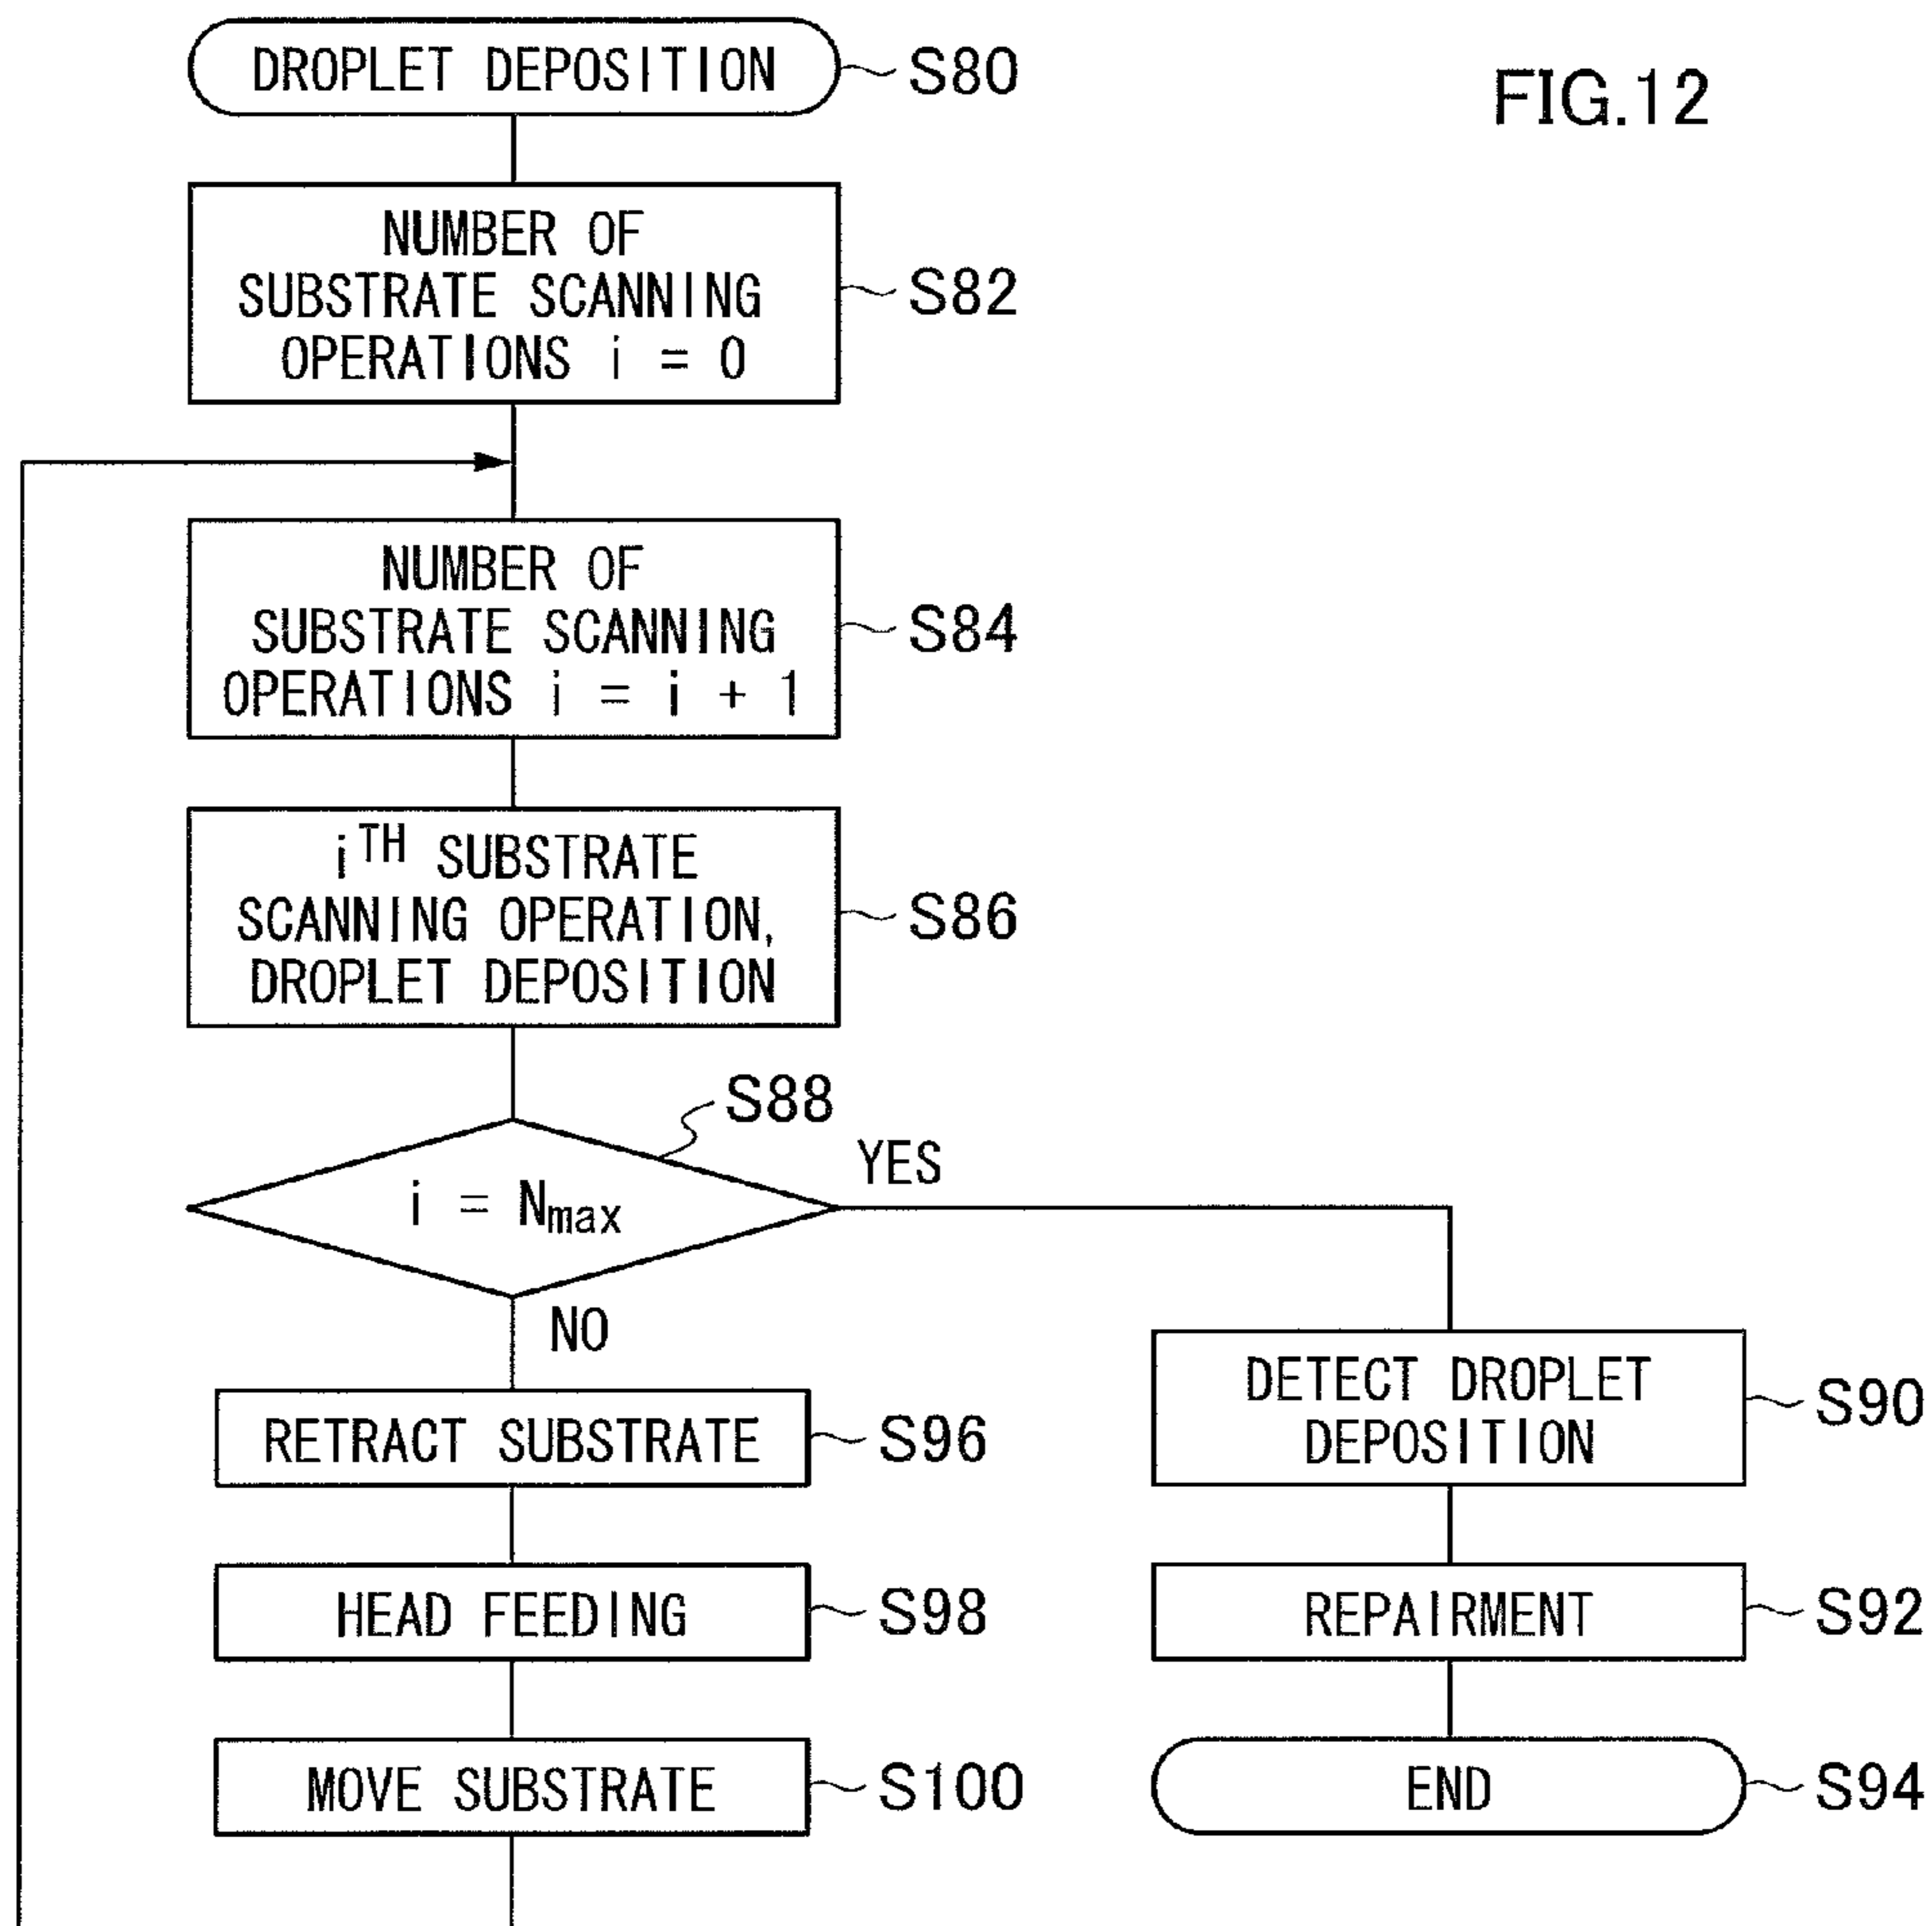 FIG.12
DROPLET DEPOSITION
S80
NUMBER OF
SUBSTRATE SCANNING
OPERATIONS i = 0
S82
NUMBER OF
SUBSTRATE SCANNING
OPERATIONS i = i + 1
S84
iTH SUBSTRATE
SCANNING OPERATION,
DROPLET DEPOSITION
S86
S88
i = Nmax
YES
NO
RETRACT SUBSTRATE
S96
HEAD FEEDING
S98
MOVE SUBSTRATE
S100
DETECT DROPLET
DEPOSITION
S90
REPAIRMENT
S92
END
S94